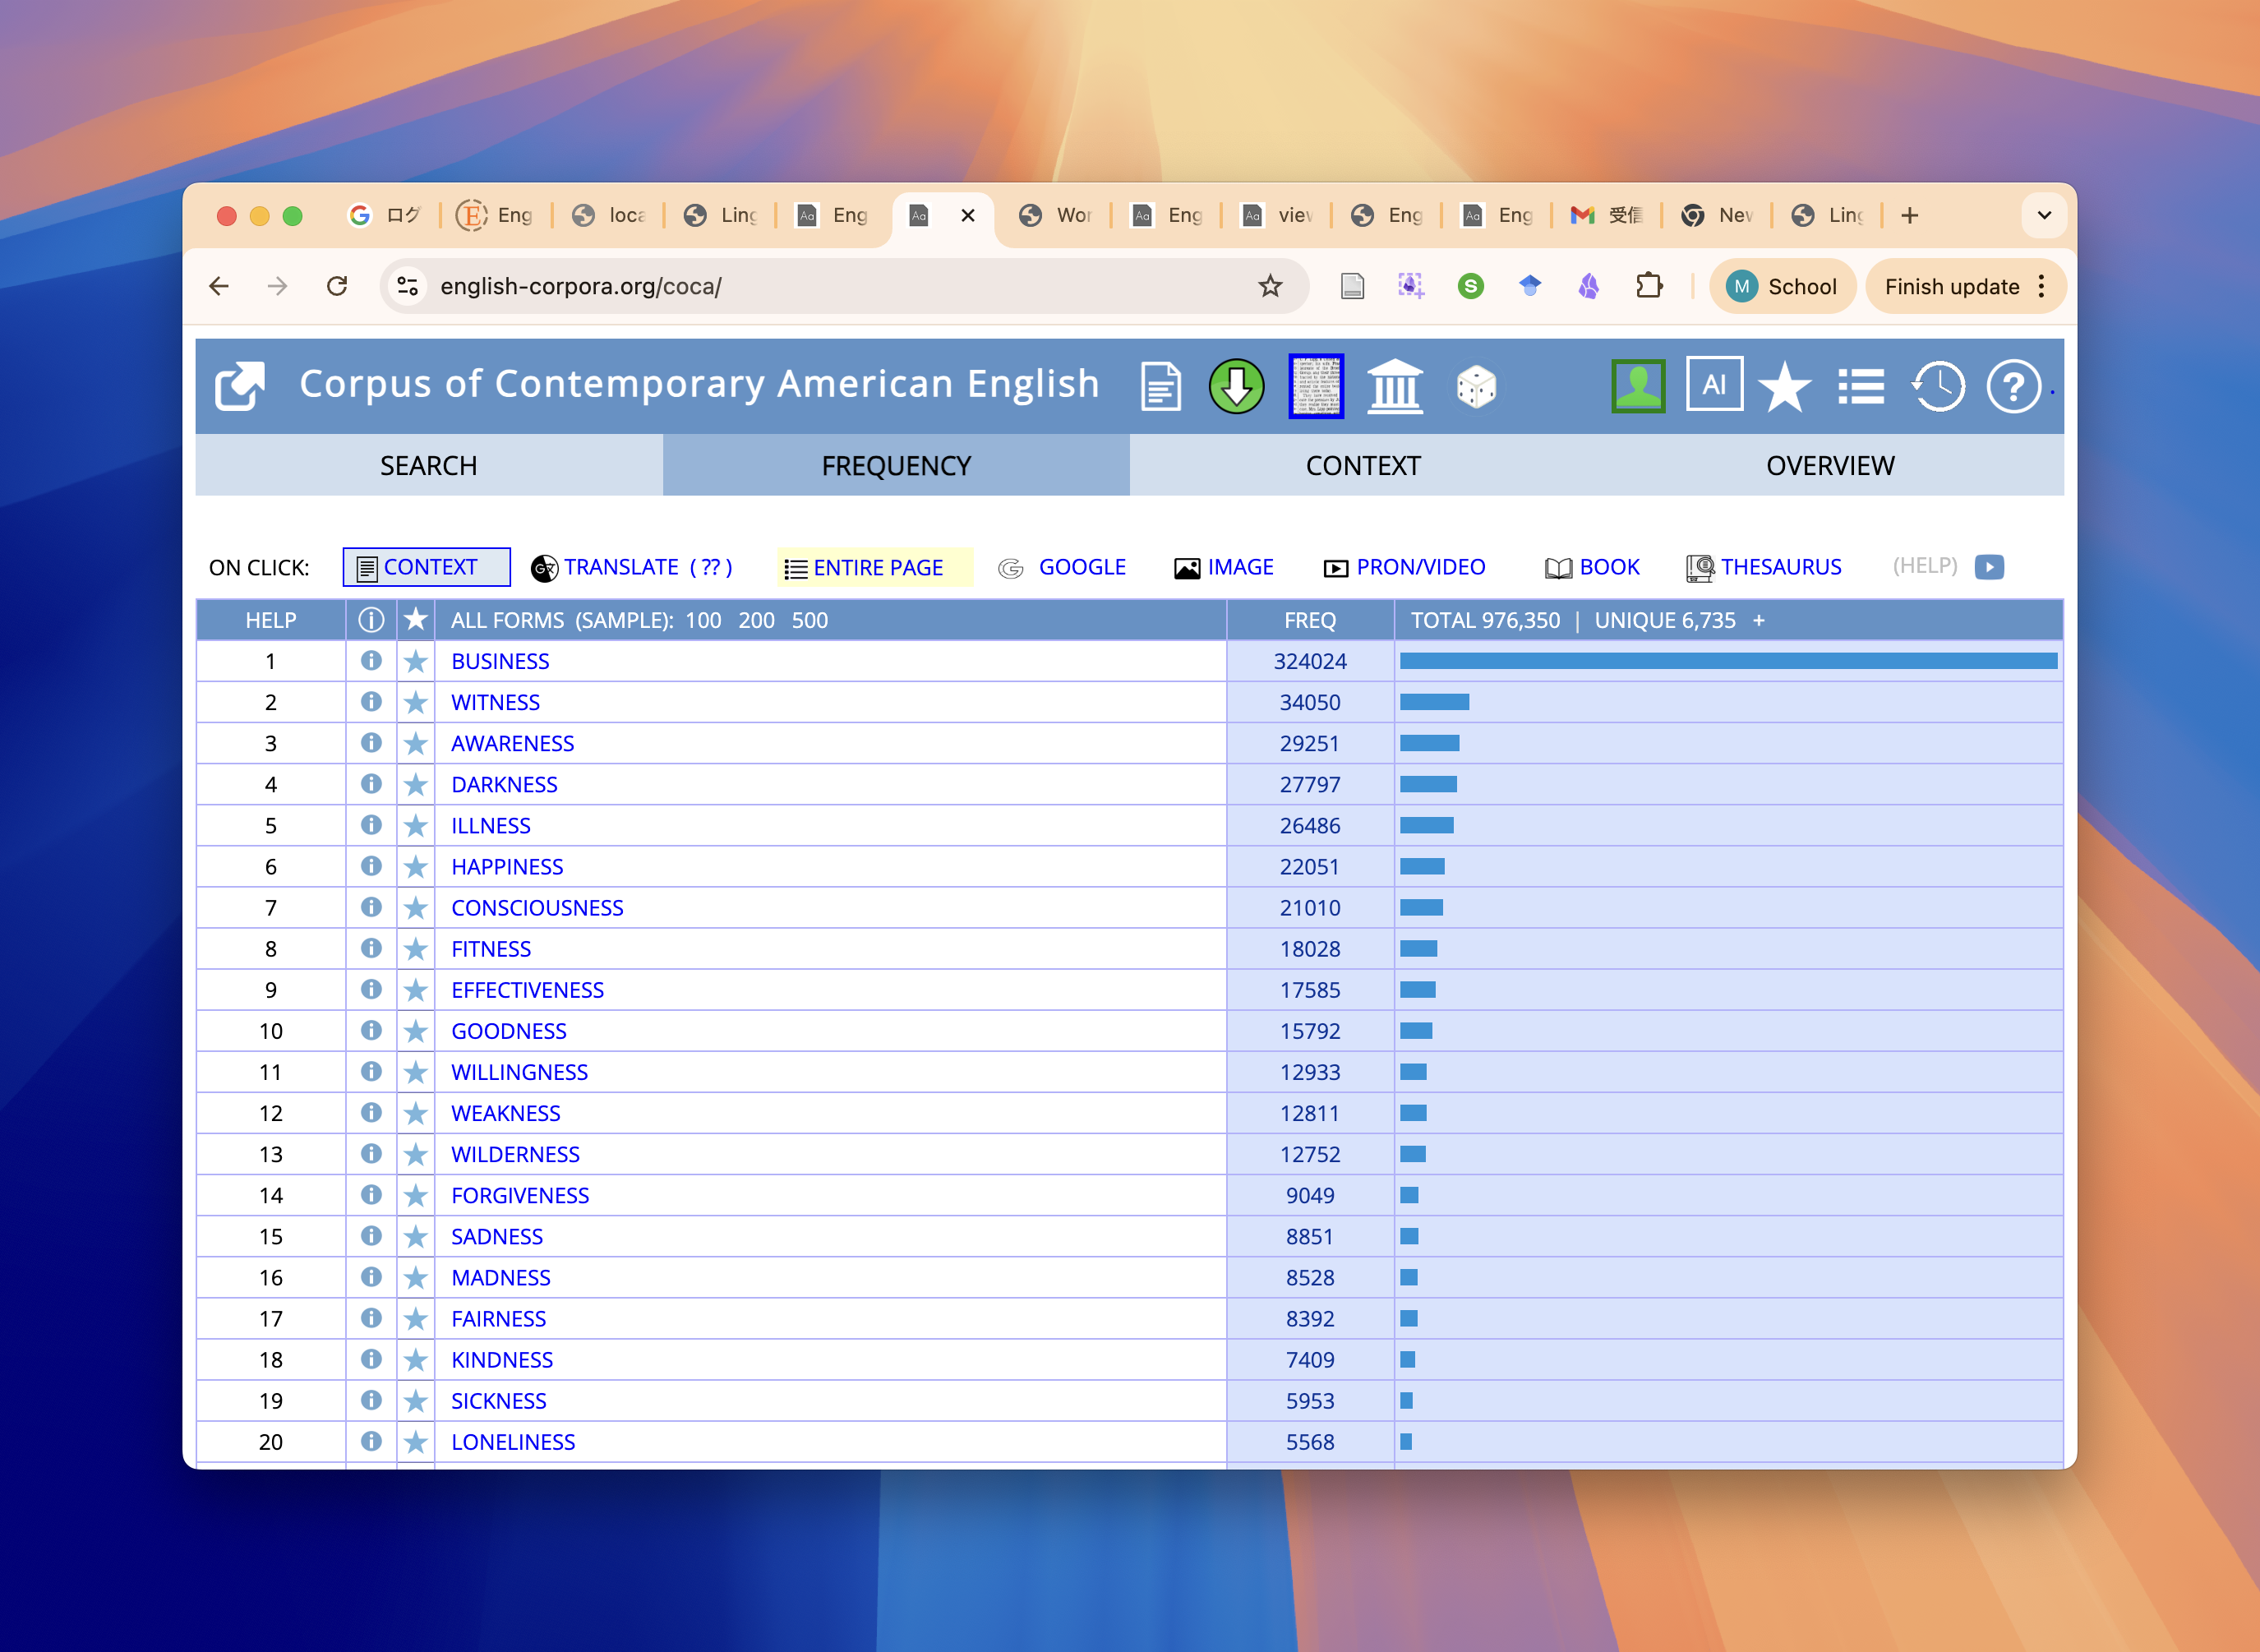 ログ Eng loca Ling Eng Wor Eng view Eng Eng 受信 New Ling
english-corpora.org/coca/ S M School Finish update
Corpus of Contemporary American English AI ?
SEARCH FREQUENCY CONTEXT OVERVIEW
ON CLICK: CONTEXT TRANSLATE (??) ENTIRE PAGE GOOGLE IMAGE PRON/VIDEO BOOK THESAURUS (HELP)
HELP ALL FORMS (SAMPLE): 100 200 500 FREQ TOTAL 976,350 | UNIQUE 6,735 +
1 BUSINESS 324024
2 WITNESS 34050
3 AWARENESS 29251
4 DARKNESS 27797
5 ILLNESS 26486
6 HAPPINESS 22051
7 CONSCIOUSNESS 21010
8 FITNESS 18028
9 EFFECTIVENESS 17585
10 GOODNESS 15792
11 WILLINGNESS 12933
12 WEAKNESS 12811
13 WILDERNESS 12752
14 FORGIVENESS 9049
15 SADNESS 8851
16 MADNESS 8528
17 FAIRNESS 8392
18 KINDNESS 7409
19 SICKNESS 5953
20 LONELINESS 5568